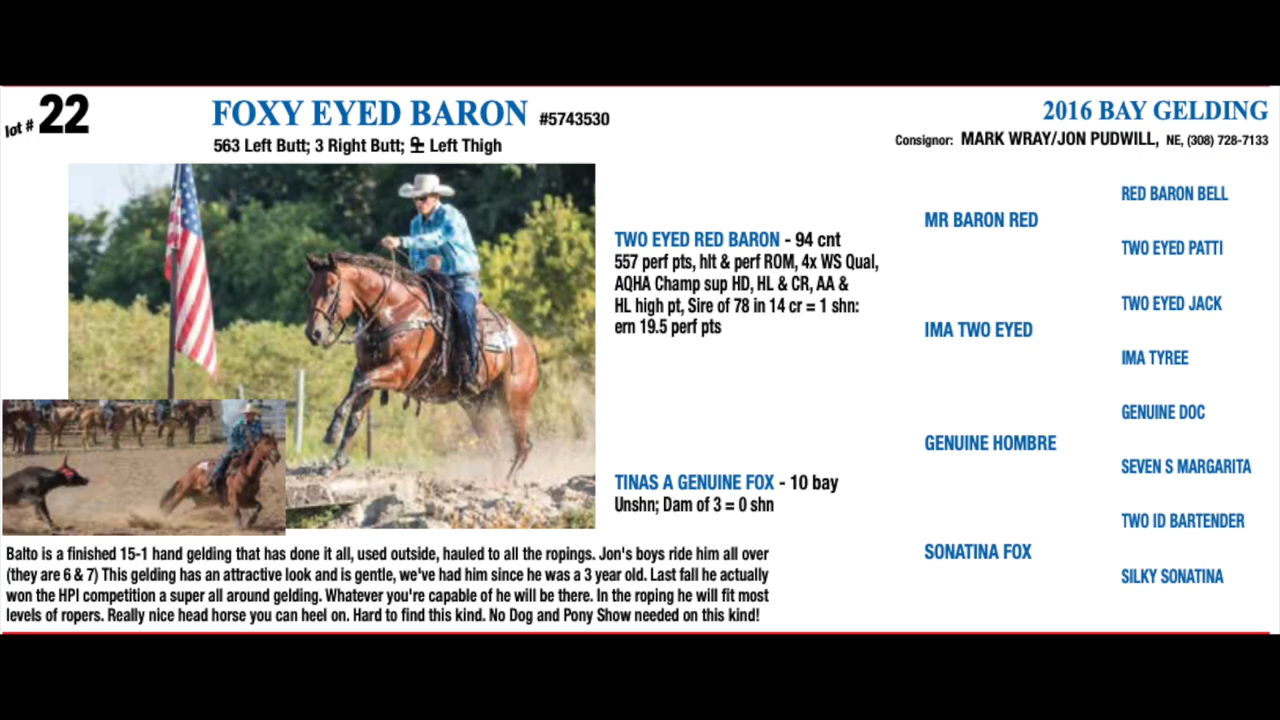 lot # 22
FOXY EYED BARON #5743530
563 Left Butt; 3 Right Butt; Left Thigh
2016 BAY GELDING
Consignor: MARK WRAY/JON PUDWILL, NE, (308) 728-7133
TWO EYED RED BARON - 94 cnt
557 perf pts, hlt & perf ROM, 4x WS Qual,
AQHA Champ sup HD, HL & CR, AA &
HL high pt, Sire of 78 in 14 cr = 1 shn:
ern 19.5 perf pts
TINAS A GENUINE FOX - 10 bay
Unshn; Dam of 3 = 0 shn
MR BARON RED
IMA TWO EYED
GENUINE HOMBRE
SONATINA FOX
RED BARON BELL
TWO EYED PATTI
TWO EYED JACK
IMA TYREE
GENUINE DOC
SEVEN S MARGARITA
TWO ID BARTENDER
SILKY SONATINA
Balto is a finished 15-1 hand gelding that has done it all, used outside, hauled to all the ropings. Jon's boys ride him all over
(they are 6 & 7) This gelding has an attractive look and is gentle, we've had him since he was a 3 year old. Last fall he actually
won the HPI competition a super all around gelding. Whatever you're capable of he will be there. In the roping he will fit most
levels of ropers. Really nice head horse you can heel on. Hard to find this kind. No Dog and Pony Show needed on this kind!